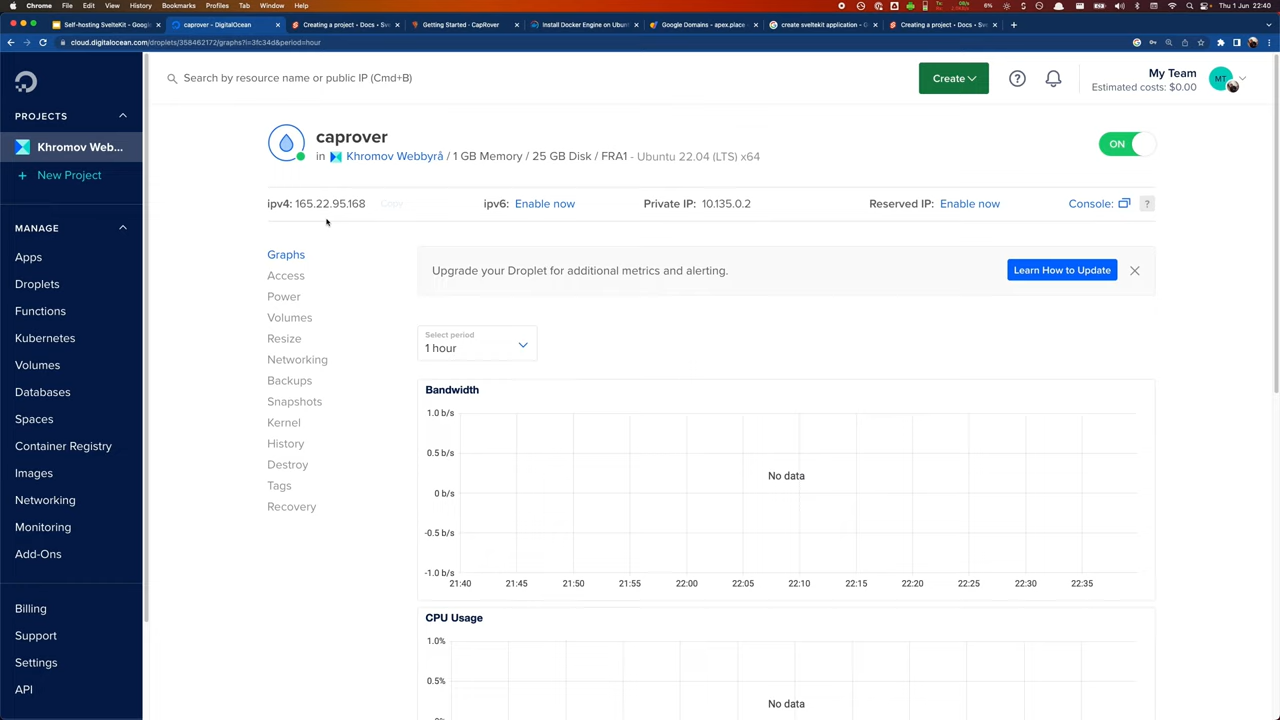 Chrome File Edit View History Bookmarks Profiles Tab Window Help
6%
Thu 1 Jun 22:40
Self-hosting SvelteKit - Googl
caprover - DigitalOcean
Creating a project • Docs • Sv
Getting Started · CapRover
Install Docker Engine on Ubun
Google Domains - apex.place
create sveltekit application - G
Creating a project • Docs • Sv
cloud.digitalocean.com/droplets/358462172/graphs?i=3fc34d&period=hour
Search by resource name or public IP (Cmd+B)
Create
?
My Team
Estimated costs: $0.00
MT
PROJECTS
Khromov Web...
+ New Project
MANAGE
Apps
Droplets
Functions
Kubernetes
Volumes
Databases
Spaces
Container Registry
Images
Networking
Monitoring
Add-Ons
Billing
Support
Settings
API
caprover
in Khromov Webbyrå / 1 GB Memory / 25 GB Disk / FRA1 - Ubuntu 22.04 (LTS) x64
ON
ipv4: 165.22.95.168 Copy
ipv6: Enable now
Private IP: 10.135.0.2
Reserved IP: Enable now
Console: ?
Graphs
Access
Power
Volumes
Resize
Networking
Backups
Snapshots
Kernel
History
Destroy
Tags
Recovery
Upgrade your Droplet for additional metrics and alerting.
Learn How to Update
Select period
1 hour
Bandwidth
1.0 b/s
0.5 b/s
0 b/s
-0.5 b/s
-1.0 b/s
No data
21:40 21:45 21:50 21:55 22:00 22:05 22:10 22:15 22:20 22:25 22:30 22:35
CPU Usage
1.0%
0.5%
No data